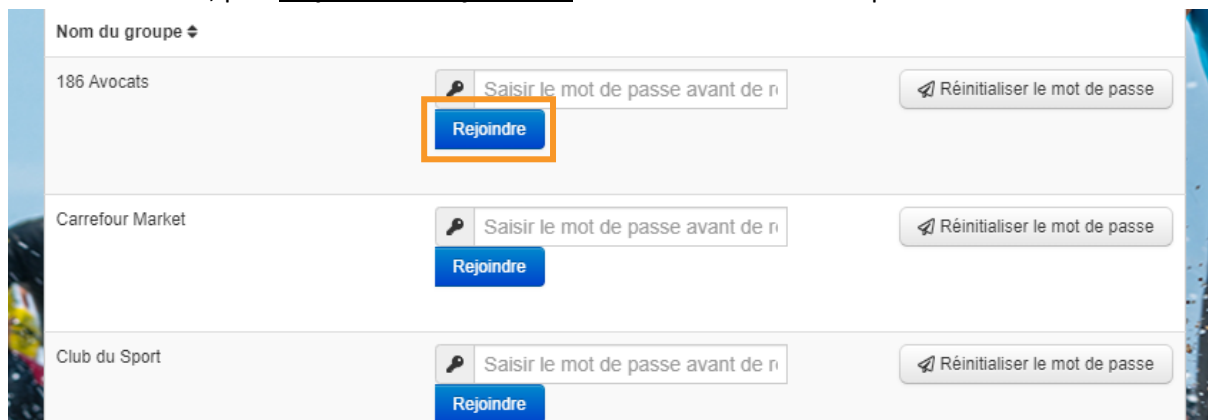 Nom du groupe
186 Avocats
Saisir le mot de passe avant de r
Réinitialiser le mot de passe
Rejoindre
Carrefour Market
Saisir le mot de passe avant de r
Réinitialiser le mot de passe
Rejoindre
Club du Sport
Saisir le mot de passe avant de r
Réinitialiser le mot de passe
Rejoindre